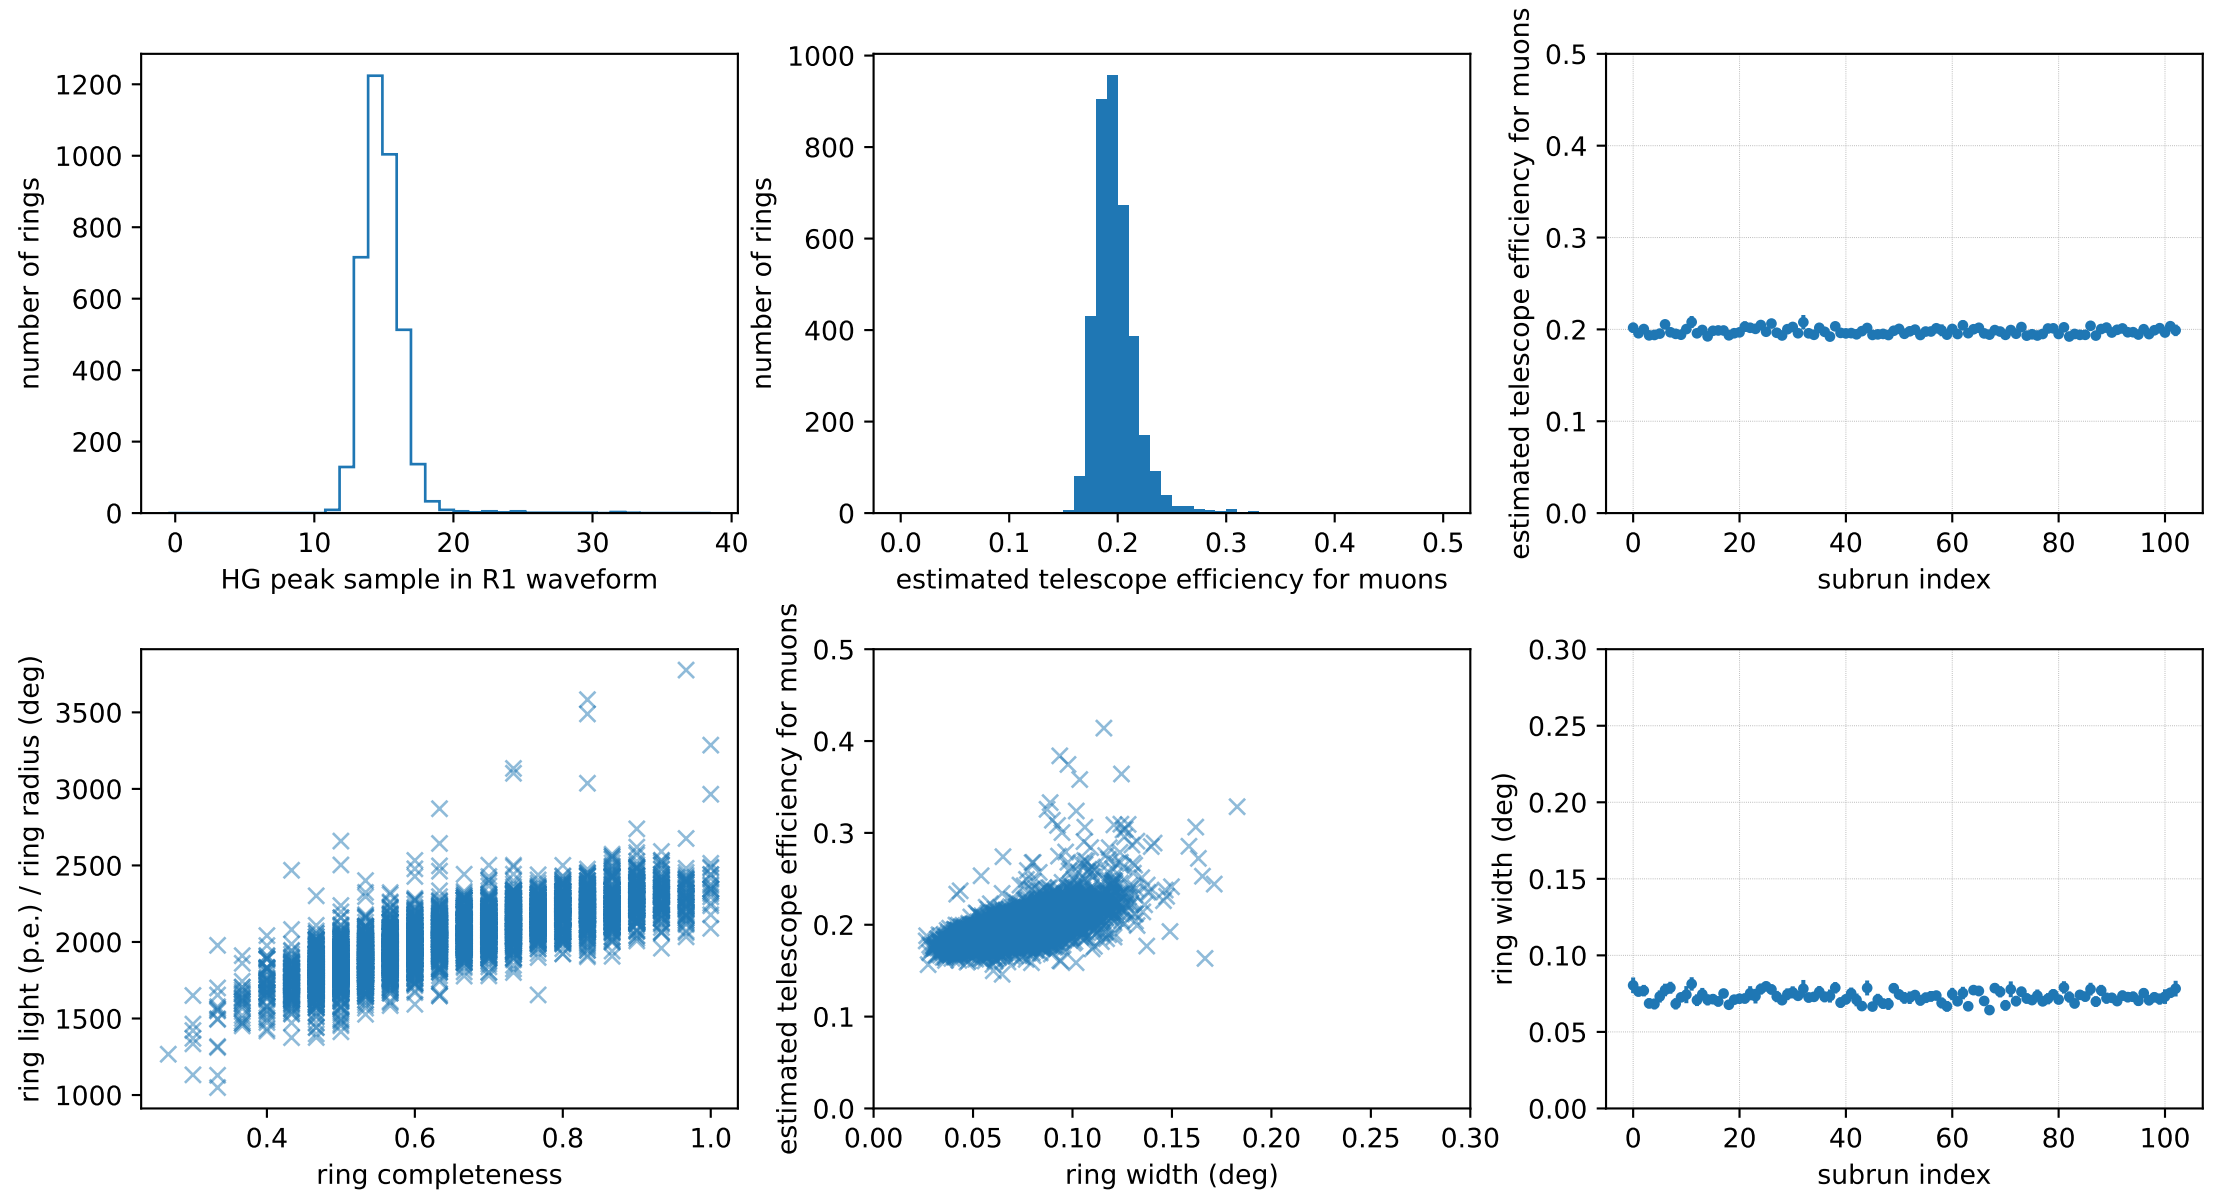 number of rings
1200
1000
800
600
400
200
0
0 10 20 30 40
HG peak sample in R1 waveform
number of rings
1000
800
600
400
200
0
0.0 0.1 0.2 0.3 0.4 0.5
estimated telescope efficiency for muons
estimated telescope efficiency for muons
0.5
0.4
0.3
0.2
0.1
0.0
0 20 40 60 80 100
subrun index
ring light (p.e.) / ring radius (deg)
3500
3000
2500
2000
1500
1000
0.4 0.6 0.8 1.0
ring completeness
estimated telescope efficiency for muons
0.5
0.4
0.3
0.2
0.1
0.0
0.00 0.05 0.10 0.15 0.20 0.25 0.30
ring width (deg)
ring width (deg)
0.30
0.25
0.20
0.15
0.10
0.05
0.00
0 20 40 60 80 100
subrun index